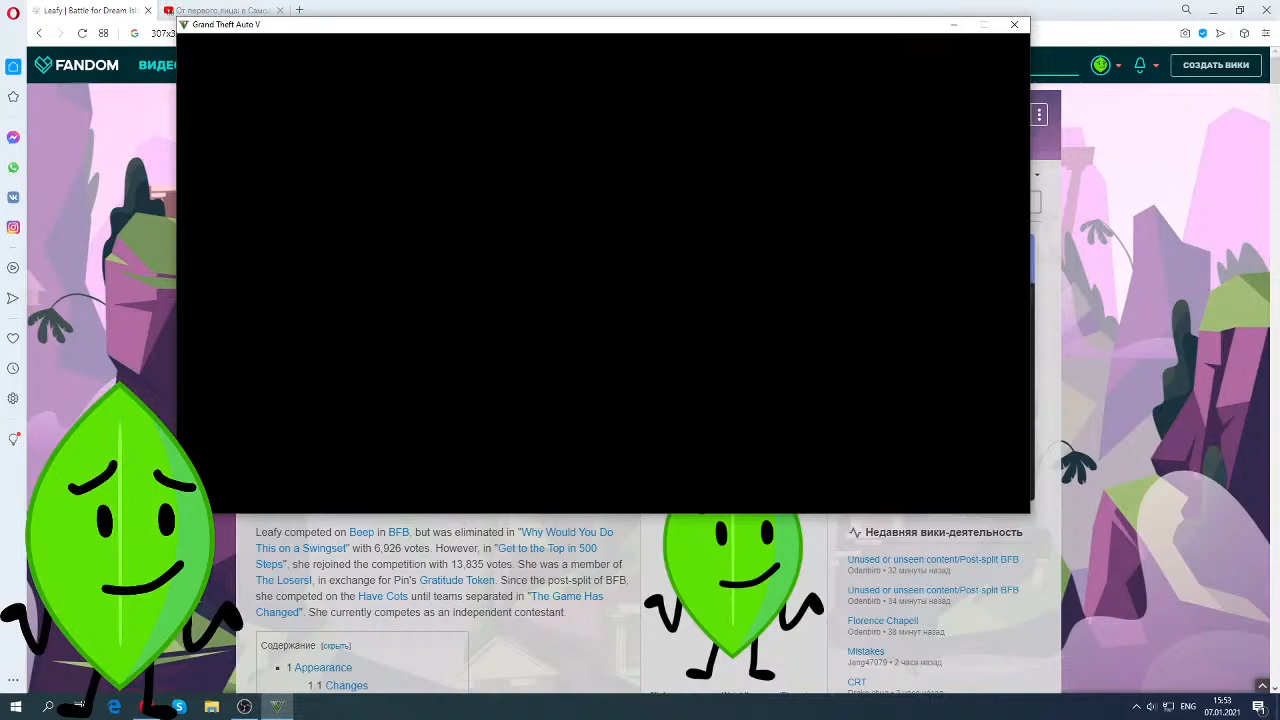 Leafy | Battle for Dream Isl
От первого лица в Само
Grand Theft Auto V
88
307x3
FANDOM
ВИДЕО
СОЗДАТЬ ВИКИ
Leafy competed on Beep in BFB, but was eliminated in "Why Would You Do
This on a Swingset" with 6,926 votes. However, in "Get to the Top in 500
Steps", she rejoined the competition with 13,835 votes. She was a member of
The Losers!, in exchange for Pin's Gratitude Token. Since the post-split of BFB,
she competed on the Have Cots until teams separated in "The Game Has
Changed". She currently competes as an independent contestant.
Содержание [скрыть]
1 Appearance
1.1 Changes
Недавняя вики-деятельность
Unused or unseen content/Post-split BFB
Odenbirb • 32 минуты назад
Unused or unseen content/Post-split BFB
Odenbirb • 34 минуты назад
Florence Chapell
Odenbirb • 38 минут назад
Mistakes
Jang47079 • 2 часа назад
CRT
ENG
15:53
07.01.2021